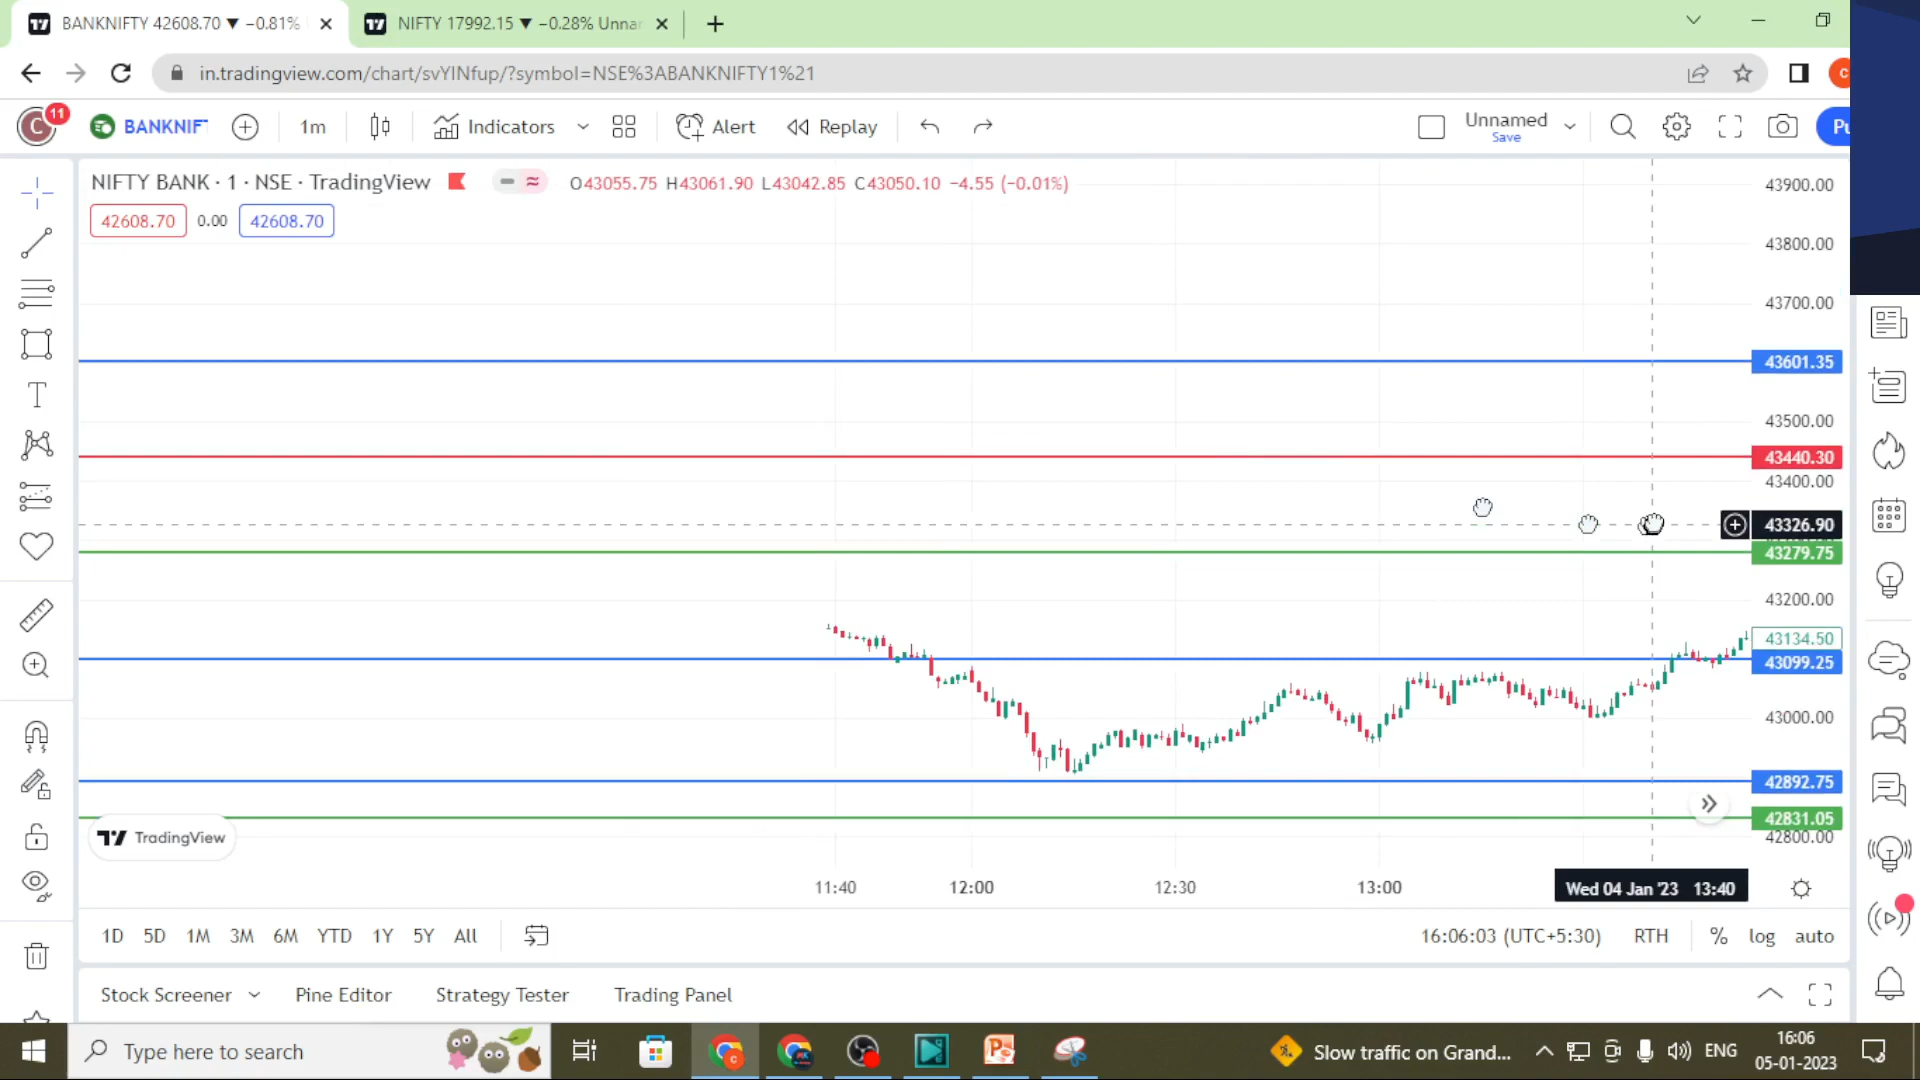 BANKNIFTY 42608.70 ▼ −0.81%
NIFTY 17992.15 ▼ −0.28% Unna
in.tradingview.com/chart/svYINfup/?symbol=NSE%3ABANKNIFTY1%21
C
11
BANKNIF
1m
Indicators
Alert
Replay
Unnamed
Save
Pu
NIFTY BANK · 1 · NSE · TradingView
O43055.75 H43061.90 L43042.85 C43050.10 −4.55 (−0.01%)
42608.70 0.00 42608.70
43900.00
43800.00
43700.00
43601.35
43500.00
43440.30
43400.00
43326.90
43279.75
43200.00
43134.50
43099.25
43000.00
42892.75
42831.05
42800.00
TradingView
11:40 12:00 12:30 13:00 Wed 04 Jan '23 13:40
1D 5D 1M 3M 6M YTD 1Y 5Y All
16:06:03 (UTC+5:30) RTH % log auto
Stock Screener Pine Editor Strategy Tester Trading Panel
Type here to search
Slow traffic on Grand...
ENG
16:06
05-01-2023